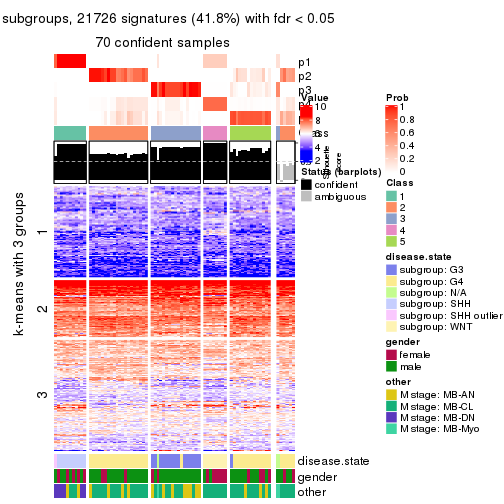 subgroups, 21726 signatures (41.8%) with fdr < 0.05
70 confident samples
p1
p2
p3
Value
10
8
6
4
2
Prob
1
0.8
0.6
0.4
0.2
0
Silhouette
score
Status (barplots)
confident
ambiguous
Class
1
2
3
4
5
k-means with 3 groups
1
2
3
disease.state
subgroup: G3
subgroup: G4
subgroup: N/A
subgroup: SHH
subgroup: SHH outlier
subgroup: WNT
gender
female
male
other
M stage: MB-AN
M stage: MB-CL
M stage: MB-DN
M stage: MB-Myo
disease.state
gender
other